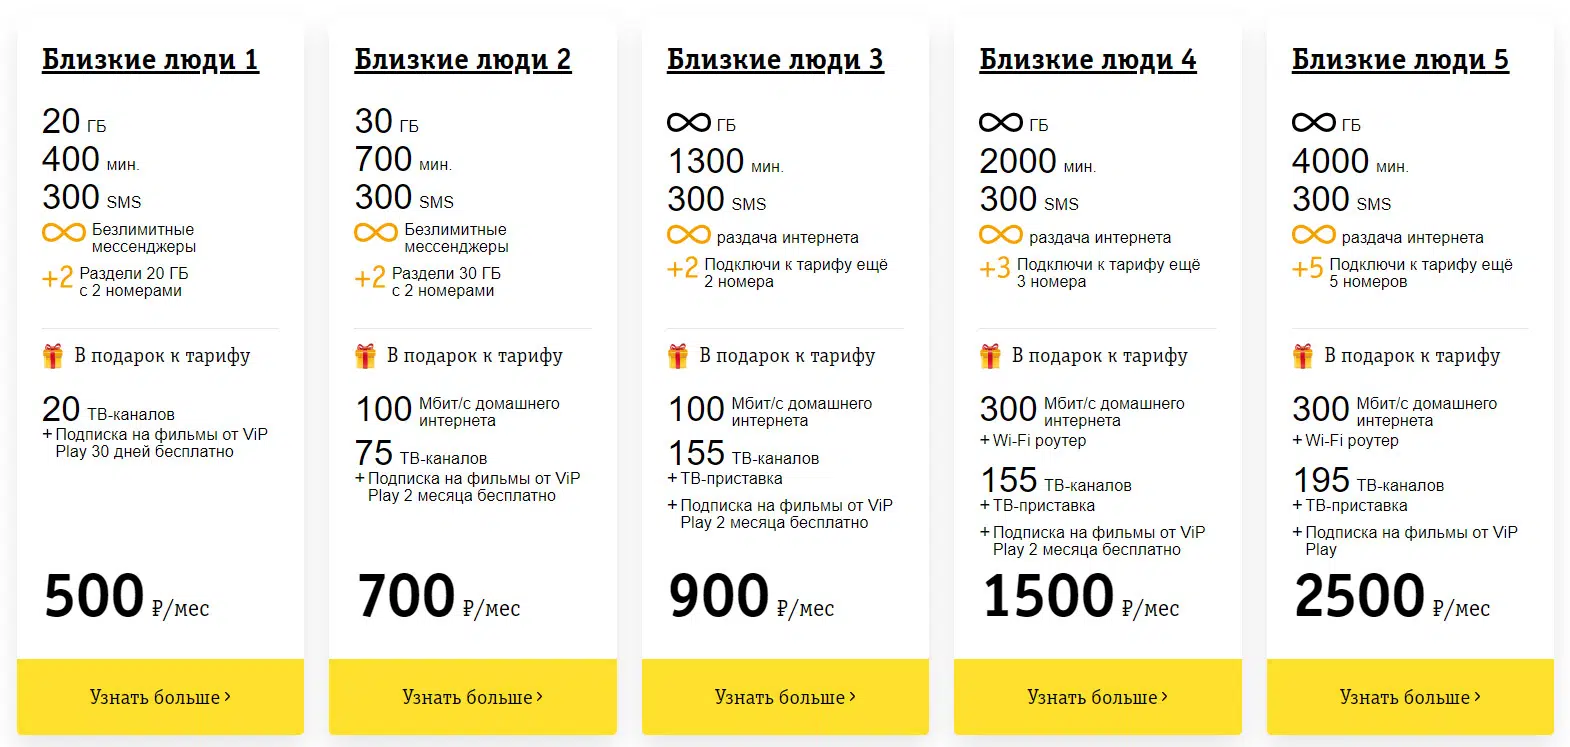 Близкие люди 1
20 ГБ
400 мин.
300 SMS
∞ Безлимитные
мессенджеры
+2 Раздели 20 ГБ
с 2 номерами
В подарок к тарифу
20 ТВ-каналов
+ Подписка на фильмы от ViP
Play 30 дней бесплатно
500 ₽/мес
Узнать больше ›
Близкие люди 2
30 ГБ
700 мин.
300 SMS
∞ Безлимитные
мессенджеры
+2 Раздели 30 ГБ
с 2 номерами
В подарок к тарифу
100 Мбит/с домашнего
интернета
75 ТВ-каналов
+ Подписка на фильмы от ViP
Play 2 месяца бесплатно
700 ₽/мес
Узнать больше ›
Близкие люди 3
∞ ГБ
1300 мин.
300 SMS
∞ раздача интернета
+2 Подключи к тарифу ещё
2 номера
В подарок к тарифу
100 Мбит/с домашнего
интернета
155 ТВ-каналов
+ ТВ-приставка
+ Подписка на фильмы от ViP
Play 2 месяца бесплатно
900 ₽/мес
Узнать больше ›
Близкие люди 4
∞ ГБ
2000 мин.
300 SMS
∞ раздача интернета
+3 Подключи к тарифу ещё
3 номера
В подарок к тарифу
300 Мбит/с домашнего
интернета
+ Wi-Fi роутер
155 ТВ-каналов
+ ТВ-приставка
+ Подписка на фильмы от ViP
Play 2 месяца бесплатно
1500 ₽/мес
Узнать больше ›
Близкие люди 5
∞ ГБ
4000 мин.
300 SMS
∞ раздача интернета
+5 Подключи к тарифу ещё
5 номеров
В подарок к тарифу
300 Мбит/с домашнего
интернета
+ Wi-Fi роутер
195 ТВ-каналов
+ ТВ-приставка
+ Подписка на фильмы от ViP
Play
2500 ₽/мес
Узнать больше ›